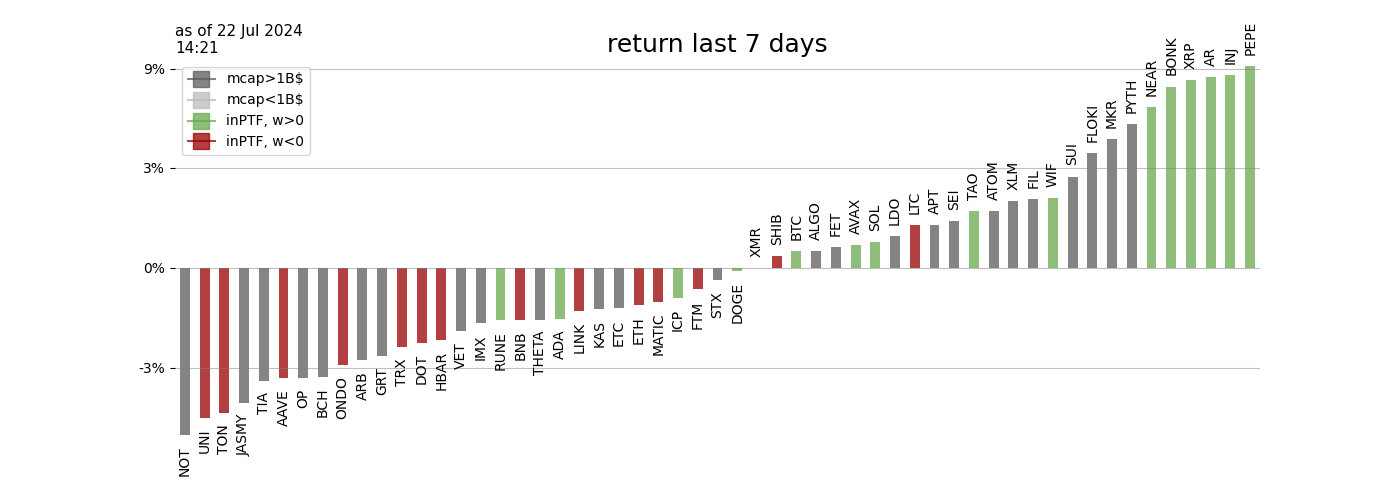 as of 22 Jul 2024
14:21
return last 7 days
mcap>1B$
mcap<1B$
inPTF, w>0
inPTF, w<0
9%
3%
0%
-3%
NOT
UNI
TON
JASMY
TIA
AAVE
OP
BCH
ONDO
ARB
GRT
TRX
DOT
HBAR
VET
IMX
RUNE
BNB
THETA
ADA
LINK
KAS
ETC
ETH
MATIC
ICP
FTM
STX
DOGE
XMR
SHIB
BTC
ALGO
FET
AVAX
SOL
LDO
LTC
APT
SEI
TAO
ATOM
XLM
FIL
WIF
SUI
FLOKI
MKR
PYTH
NEAR
BONK
XRP
AR
INJ
PEPE